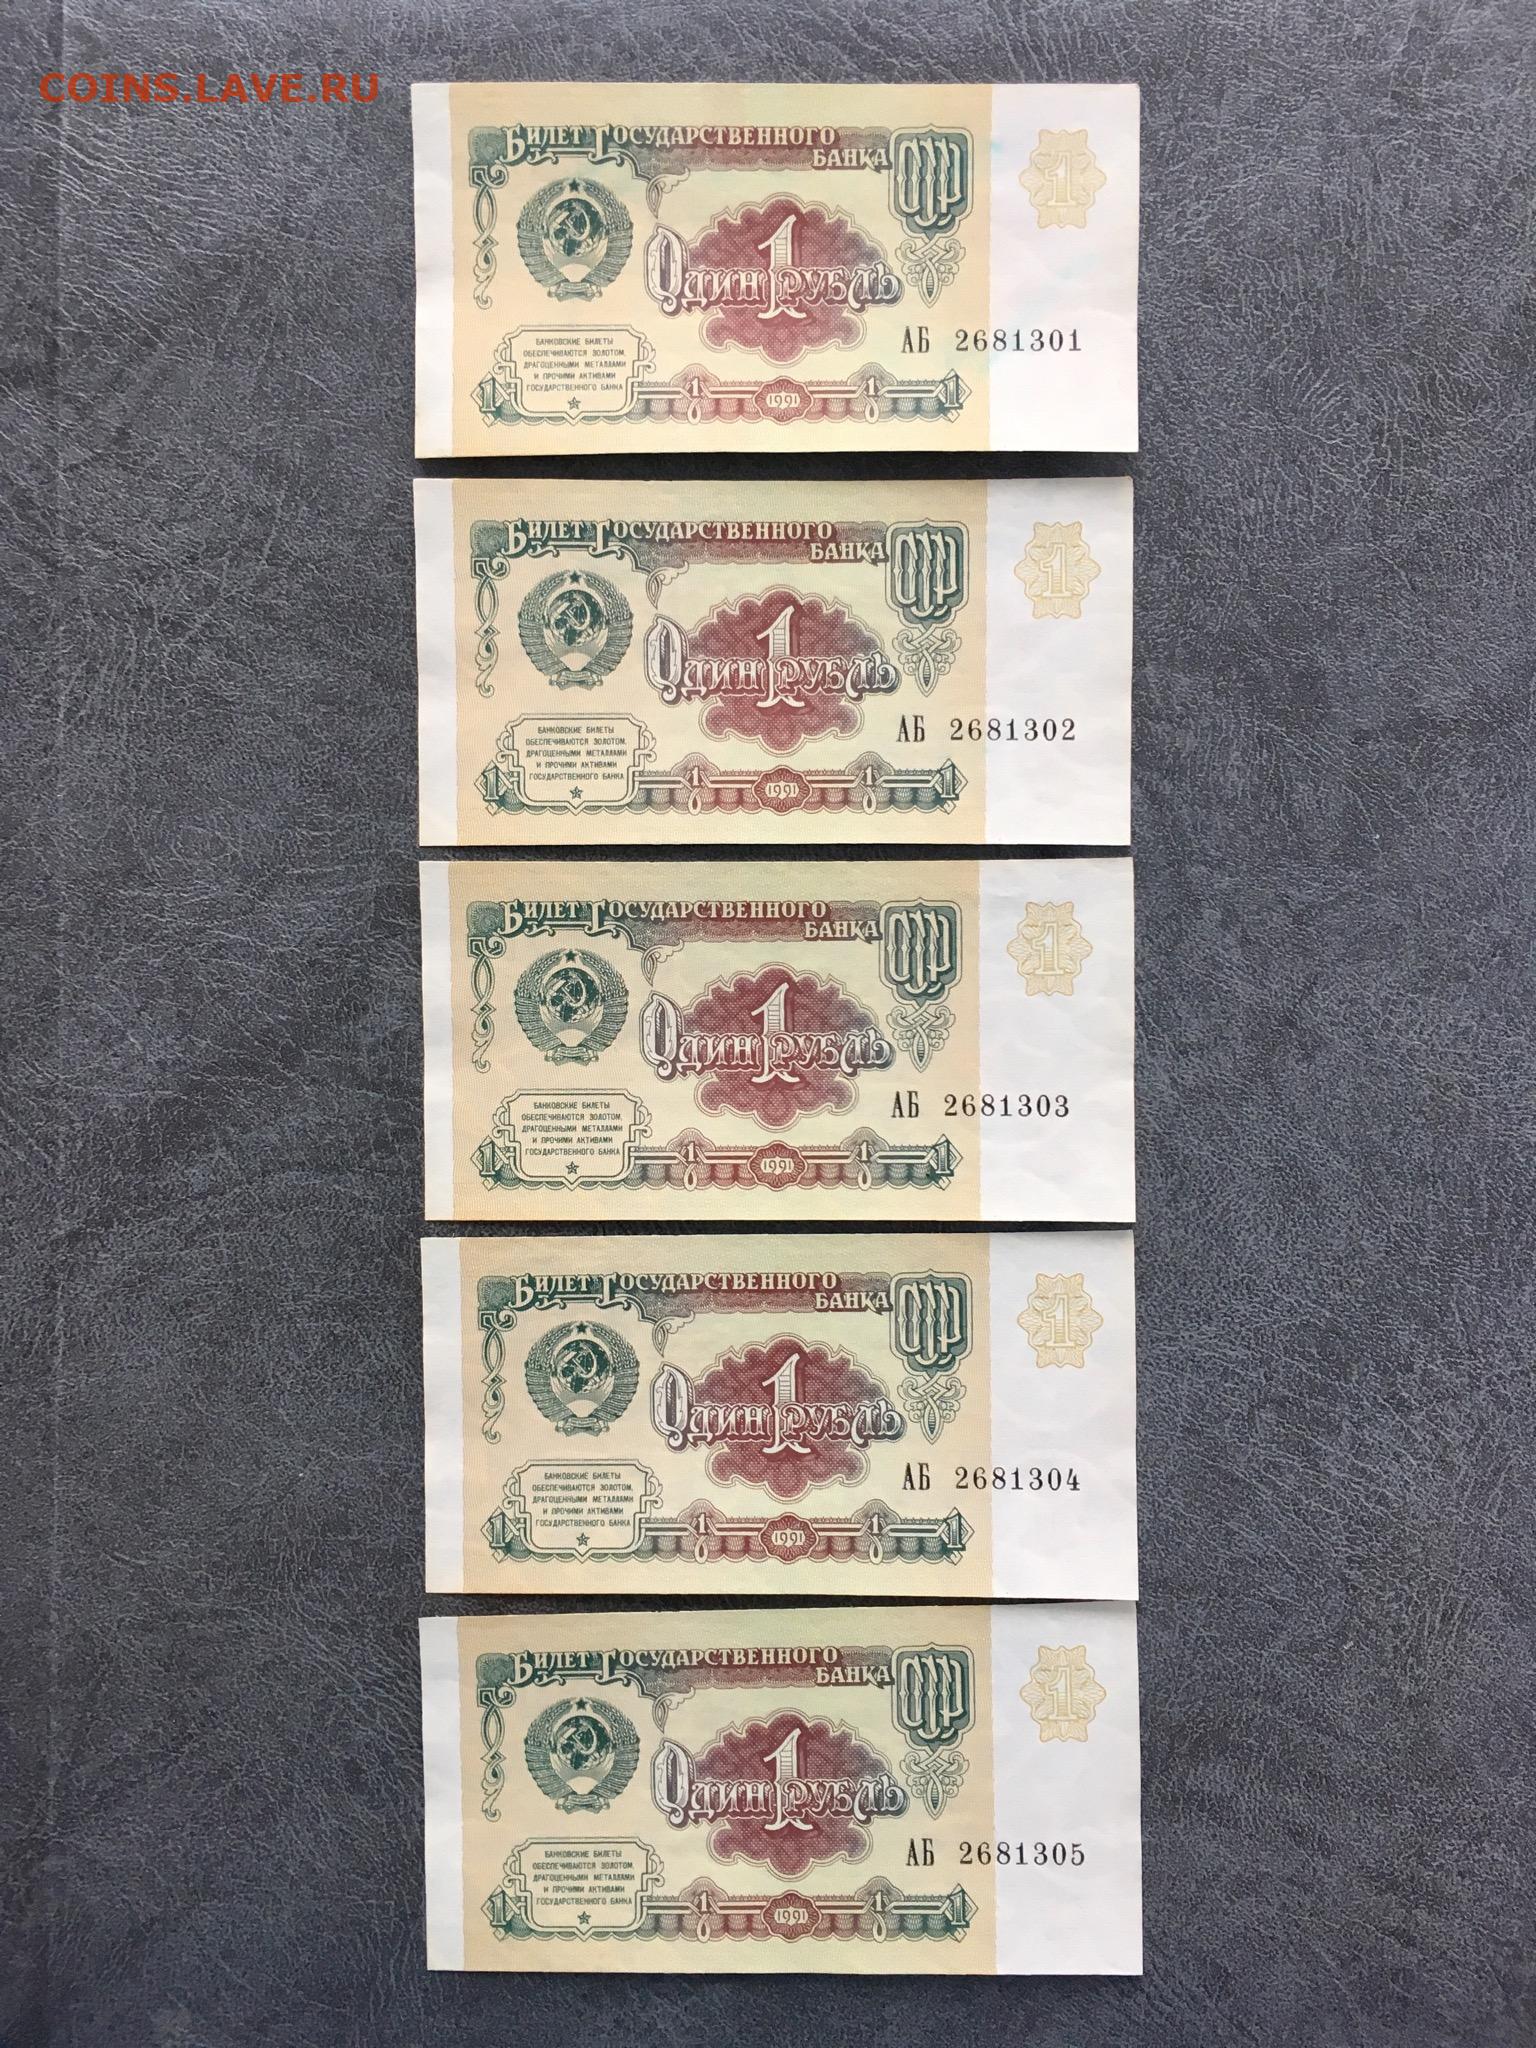 COINS.LAVE.RU
БИЛЕТ ГОСУДАРСТВЕННОГО
БАНКА
СССР
1
1
ОДИН РУБЛЬ
АБ 2681301
БАНКОВСКИЕ БИЛЕТЫ
ОБЕСПЕЧИВАЮТСЯ ЗОЛОТОМ,
ДРАГОЦЕННЫМИ МЕТАЛЛАМИ
И ПРОЧИМИ АКТИВАМИ
ГОСУДАРСТВЕННОГО БАНКА
1 1 1991 1 1
БИЛЕТ ГОСУДАРСТВЕННОГО
БАНКА
СССР
1
1
ОДИН РУБЛЬ
АБ 2681302
БАНКОВСКИЕ БИЛЕТЫ
ОБЕСПЕЧИВАЮТСЯ ЗОЛОТОМ,
ДРАГОЦЕННЫМИ МЕТАЛЛАМИ
И ПРОЧИМИ АКТИВАМИ
ГОСУДАРСТВЕННОГО БАНКА
1 1 1991 1 1
БИЛЕТ ГОСУДАРСТВЕННОГО
БАНКА
СССР
1
1
ОДИН РУБЛЬ
АБ 2681303
БАНКОВСКИЕ БИЛЕТЫ
ОБЕСПЕЧИВАЮТСЯ ЗОЛОТОМ,
ДРАГОЦЕННЫМИ МЕТАЛЛАМИ
И ПРОЧИМИ АКТИВАМИ
ГОСУДАРСТВЕННОГО БАНКА
1 1 1991 1 1
БИЛЕТ ГОСУДАРСТВЕННОГО
БАНКА
СССР
1
1
ОДИН РУБЛЬ
АБ 2681304
БАНКОВСКИЕ БИЛЕТЫ
ОБЕСПЕЧИВАЮТСЯ ЗОЛОТОМ,
ДРАГОЦЕННЫМИ МЕТАЛЛАМИ
И ПРОЧИМИ АКТИВАМИ
ГОСУДАРСТВЕННОГО БАНКА
1 1 1991 1 1
БИЛЕТ ГОСУДАРСТВЕННОГО
БАНКА
СССР
1
1
ОДИН РУБЛЬ
АБ 2681305
БАНКОВСКИЕ БИЛЕТЫ
ОБЕСПЕЧИВАЮТСЯ ЗОЛОТОМ,
ДРАГОЦЕННЫМИ МЕТАЛЛАМИ
И ПРОЧИМИ АКТИВАМИ
ГОСУДАРСТВЕННОГО БАНКА
1 1 1991 1 1